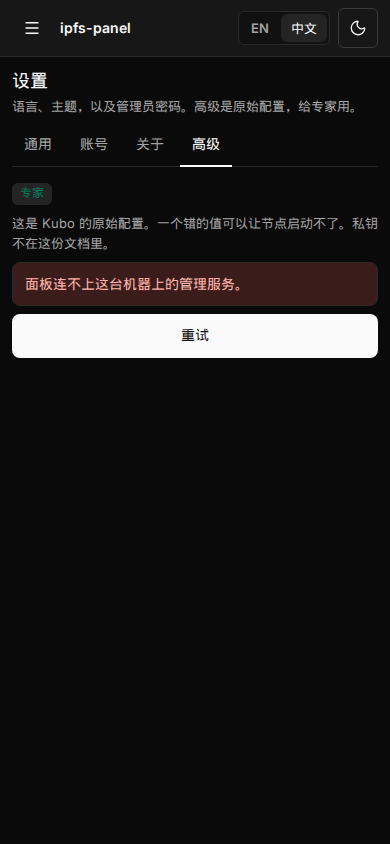 ipfs-panel
EN
中文
设置
语言、主题，以及管理员密码。高级是原始配置，给专家用。
通用
账号
关于
高级
专家
这是 Kubo 的原始配置。一个错的值可以让节点启动不了。私钥
不在这份文档里。
面板连不上这台机器上的管理服务。
重试